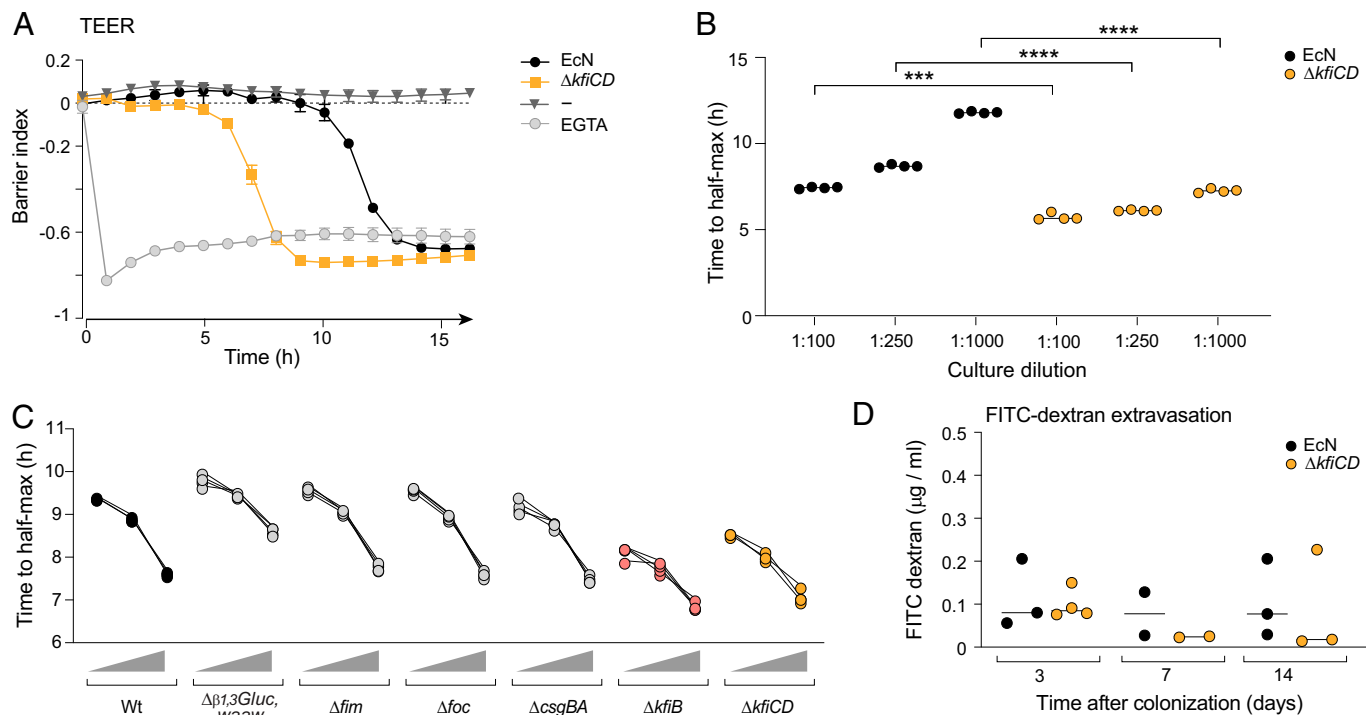 A TEER
Barrier index
0.2
0
-0.2
-0.6
-1
0 5 10 15
Time (h)
EcN
ΔkfiCD
–
EGTA
B
Time to half-max (h)
15
10
5
0
*** **** ****
1:100 1:250 1:1000 1:100 1:250 1:1000
Culture dilution
EcN
ΔkfiCD
C
Time to half-max (h)
11
10
9
8
7
6
Wt Δβ1,3Gluc, Δfim Δfoc ΔcsgBA ΔkfiB ΔkfiCD
waaw
D FITC-dextran extravasation
FITC dextran (µg / ml)
0.5
0.4
0.3
0.2
0.1
0
3 7 14
Time after colonization (days)
EcN
ΔkfiCD